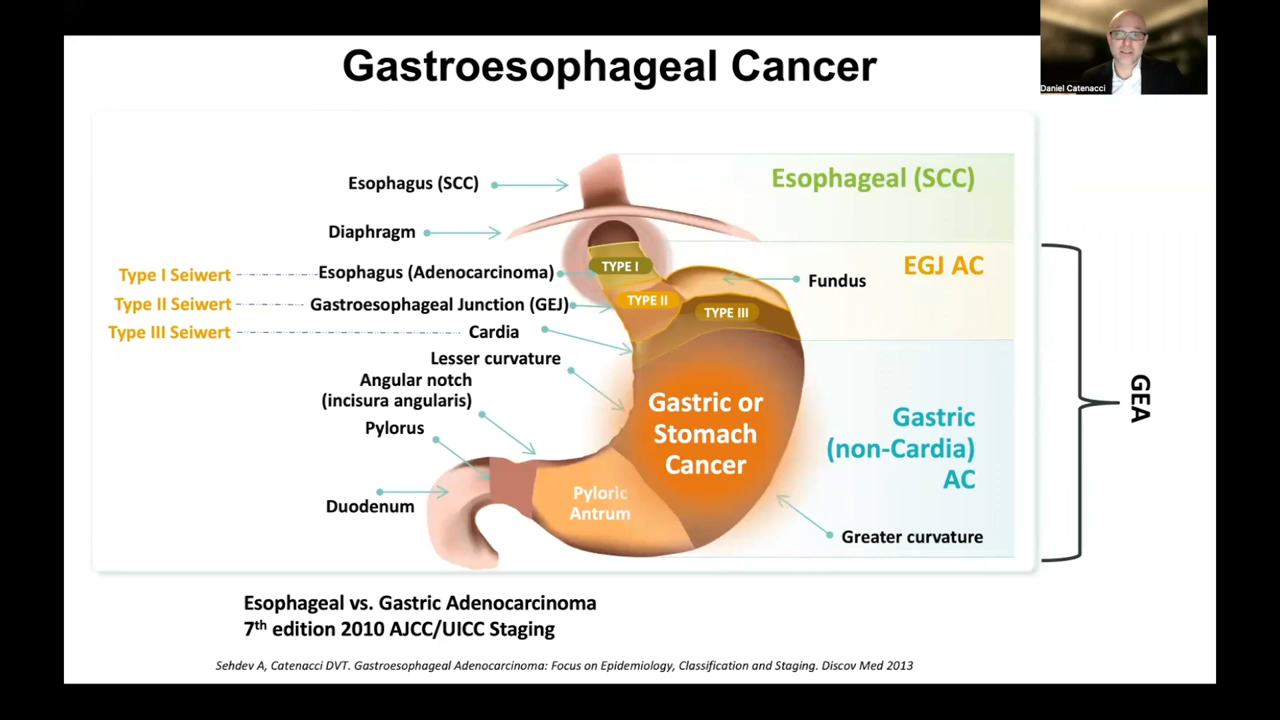 Gastroesophageal Cancer
Daniel Catenacci
Esophagus (SCC)
Esophageal (SCC)
Diaphragm
Type I Seiwert
Esophagus (Adenocarcinoma)
TYPE I
EGJ AC
Fundus
Type II Seiwert
Gastroesophageal Junction (GEJ)
TYPE II
TYPE III
Type III Seiwert
Cardia
Lesser curvature
Angular notch
(incisura angularis)
Pylorus
Gastric or
Stomach
Cancer
Gastric
(non-Cardia)
AC
GEA
Duodenum
Pyloric
Antrum
Greater curvature
Esophageal vs. Gastric Adenocarcinoma
7th edition 2010 AJCC/UICC Staging
Sehdev A, Catenacci DVT. Gastroesophageal Adenocarcinoma: Focus on Epidemiology, Classification and Staging. Discov Med 2013